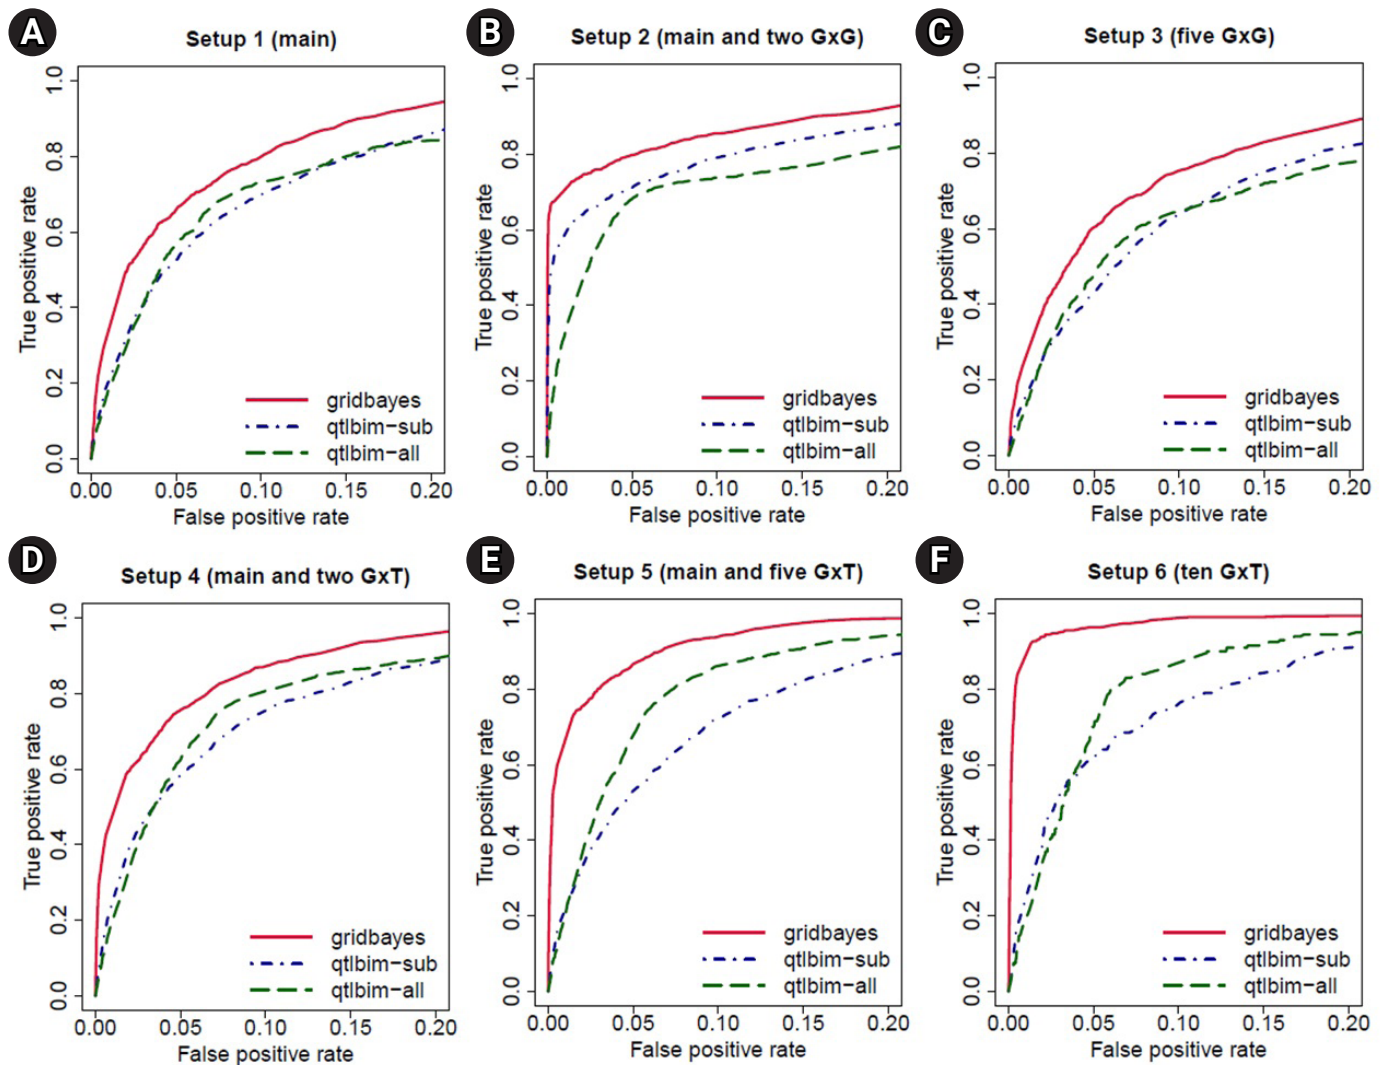 A
Setup 1 (main)
True positive rate
1.0
0.8
0.6
0.4
0.2
0.0
gridbayes
qtlbim−sub
qtlbim−all
0.00 0.05 0.10 0.15 0.20
False positive rate
B
Setup 2 (main and two GxG)
True positive rate
1.0
0.8
0.6
0.4
0.2
0.0
gridbayes
qtlbim−sub
qtlbim−all
0.00 0.05 0.10 0.15 0.20
False positive rate
C
Setup 3 (five GxG)
True positive rate
1.0
0.8
0.6
0.4
0.2
0.0
gridbayes
qtlbim−sub
qtlbim−all
0.00 0.05 0.10 0.15 0.20
False positive rate
D
Setup 4 (main and two GxT)
True positive rate
1.0
0.8
0.6
0.4
0.2
0.0
gridbayes
qtlbim−sub
qtlbim−all
0.00 0.05 0.10 0.15 0.20
False positive rate
E
Setup 5 (main and five GxT)
True positive rate
1.0
0.8
0.6
0.4
0.2
0.0
gridbayes
qtlbim−sub
qtlbim−all
0.00 0.05 0.10 0.15 0.20
False positive rate
F
Setup 6 (ten GxT)
True positive rate
1.0
0.8
0.6
0.4
0.2
0.0
gridbayes
qtlbim−sub
qtlbim−all
0.00 0.05 0.10 0.15 0.20
False positive rate